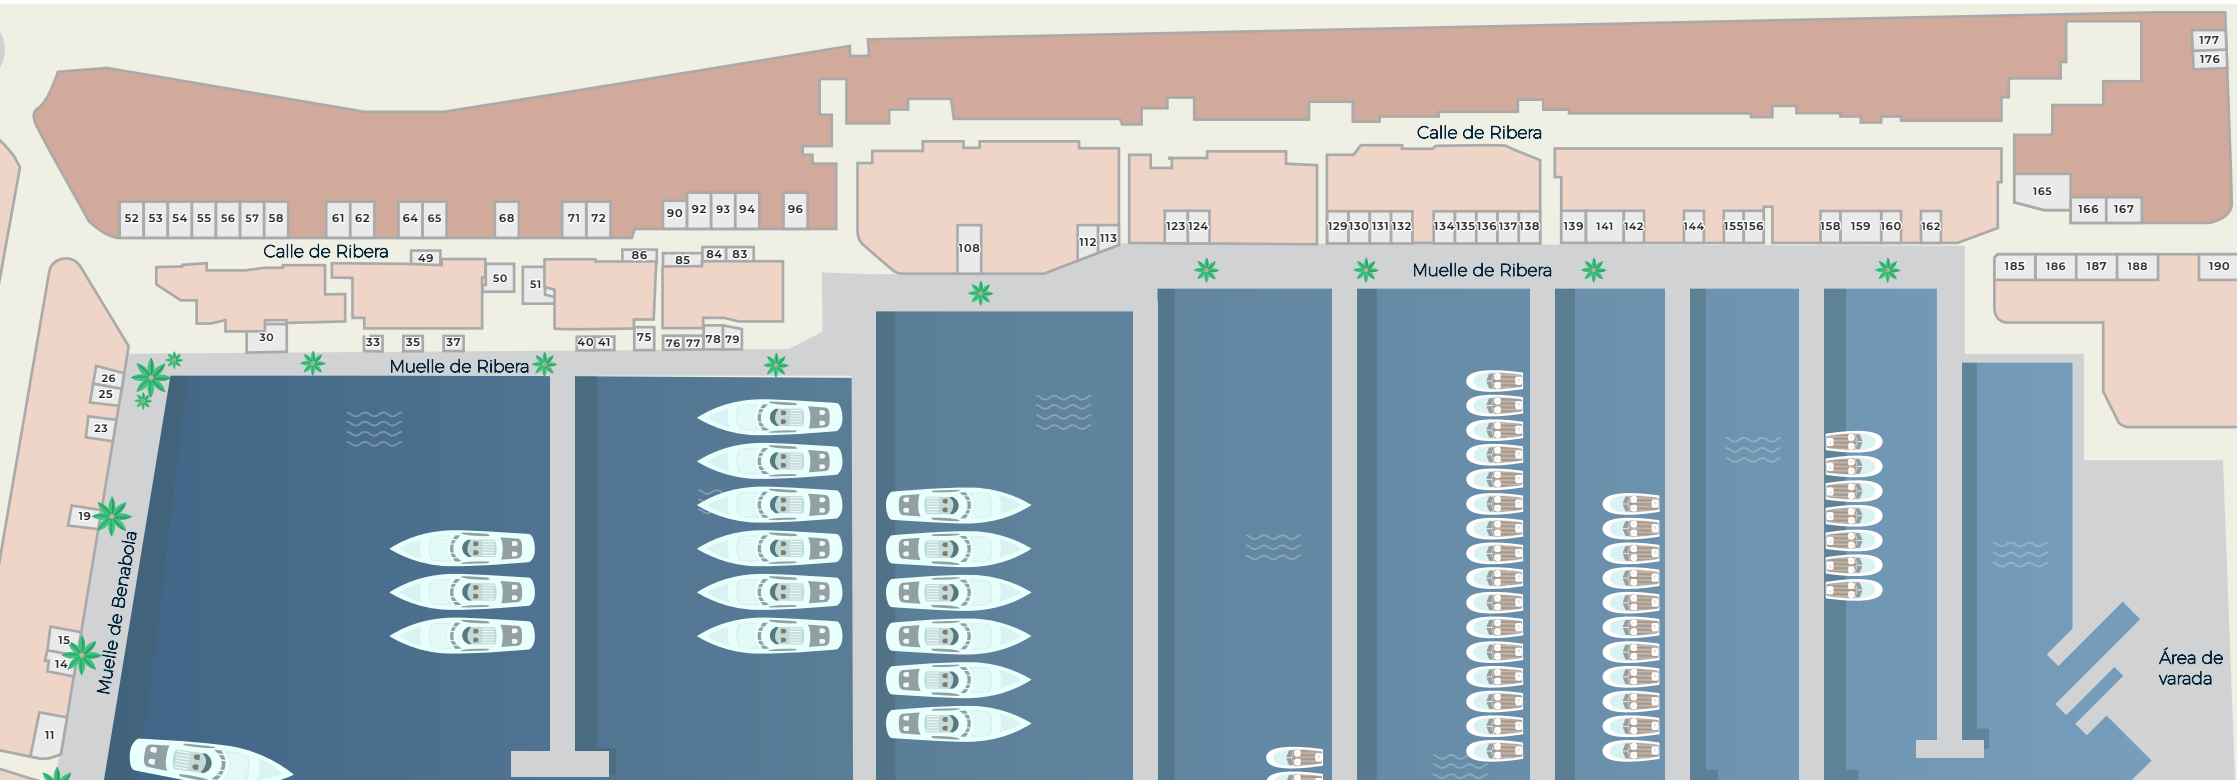 177
176
Calle de Ribera
165
166 167
52 53 54 55 56 57 58 61 62 64 65 68 71 72 90 92 93 94 96
108 112 113 123 124 129 130 131 132 134 135 136 137 138 139 141 142 144 155 156 158 159 160 162
Calle de Ribera
49 50 51 86 85 84 83
Muelle de Ribera
185 186 187 188 190
30 33 35 37 40 41 75 76 77 78 79
Muelle de Ribera
26
25
23
19
Muelle de Benabola
15
14
11
Área de
varada